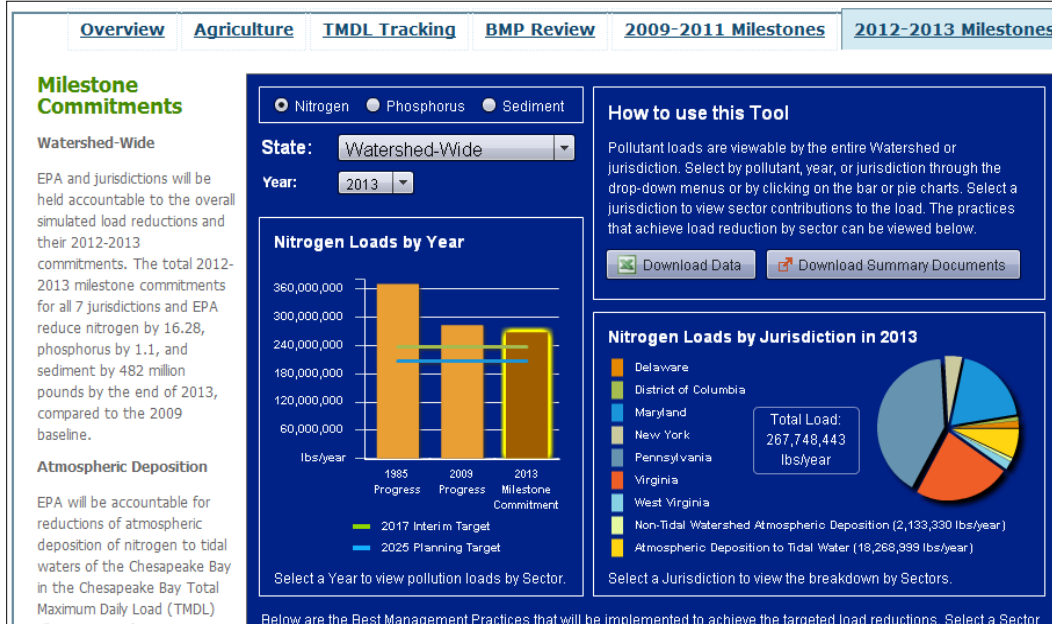 Overview
Agriculture
TMDL Tracking
BMP Review
2009-2011 Milestones
2012-2013 Milestones
Milestone
Commitments
Watershed-Wide
EPA and jurisdictions will be
held accountable to the overall
simulated load reductions and
their 2012-2013
commitments. The total 2012-
2013 milestone commitments
for all 7 jurisdictions and EPA
reduce nitrogen by 16.28,
phosphorus by 1.1, and
sediment by 482 million
pounds by the end of 2013,
compared to the 2009
baseline.
Atmospheric Deposition
EPA will be accountable for
reductions of atmospheric
deposition of nitrogen to tidal
waters of the Chesapeake Bay
in the Chesapeake Bay Total
Maximum Daily Load (TMDL)
Nitrogen
Phosphorus
Sediment
State:
Watershed-Wide
Year:
2013
Nitrogen Loads by Year
360,000,000
300,000,000
240,000,000
180,000,000
120,000,000
60,000,000
lbs/year
1985
Progress
2009
Progress
2013
Milestone
Commitment
2017 Interim Target
2025 Planning Target
Select a Year to view pollution loads by Sector.
How to use this Tool
Pollutant loads are viewable by the entire Watershed or
jurisdiction. Select by pollutant, year, or jurisdiction through the
drop-down menus or by clicking on the bar or pie charts. Select a
jurisdiction to view sector contributions to the load. The practices
that achieve load reduction by sector can be viewed below.
Download Data
Download Summary Documents
Nitrogen Loads by Jurisdiction in 2013
Delaware
District of Columbia
Maryland
New York
Pennsylvania
Virginia
West Virginia
Non-Tidal Watershed Atmospheric Deposition (2,133,330 lbs/year)
Atmospheric Deposition to Tidal Water (18,268,999 lbs/year)
Total Load:
267,748,443
lbs/year
Select a Jurisdiction to view the breakdown by Sectors.
Below are the Best Management Practices that will be implemented to achieve the targeted load reductions. Select a Sector